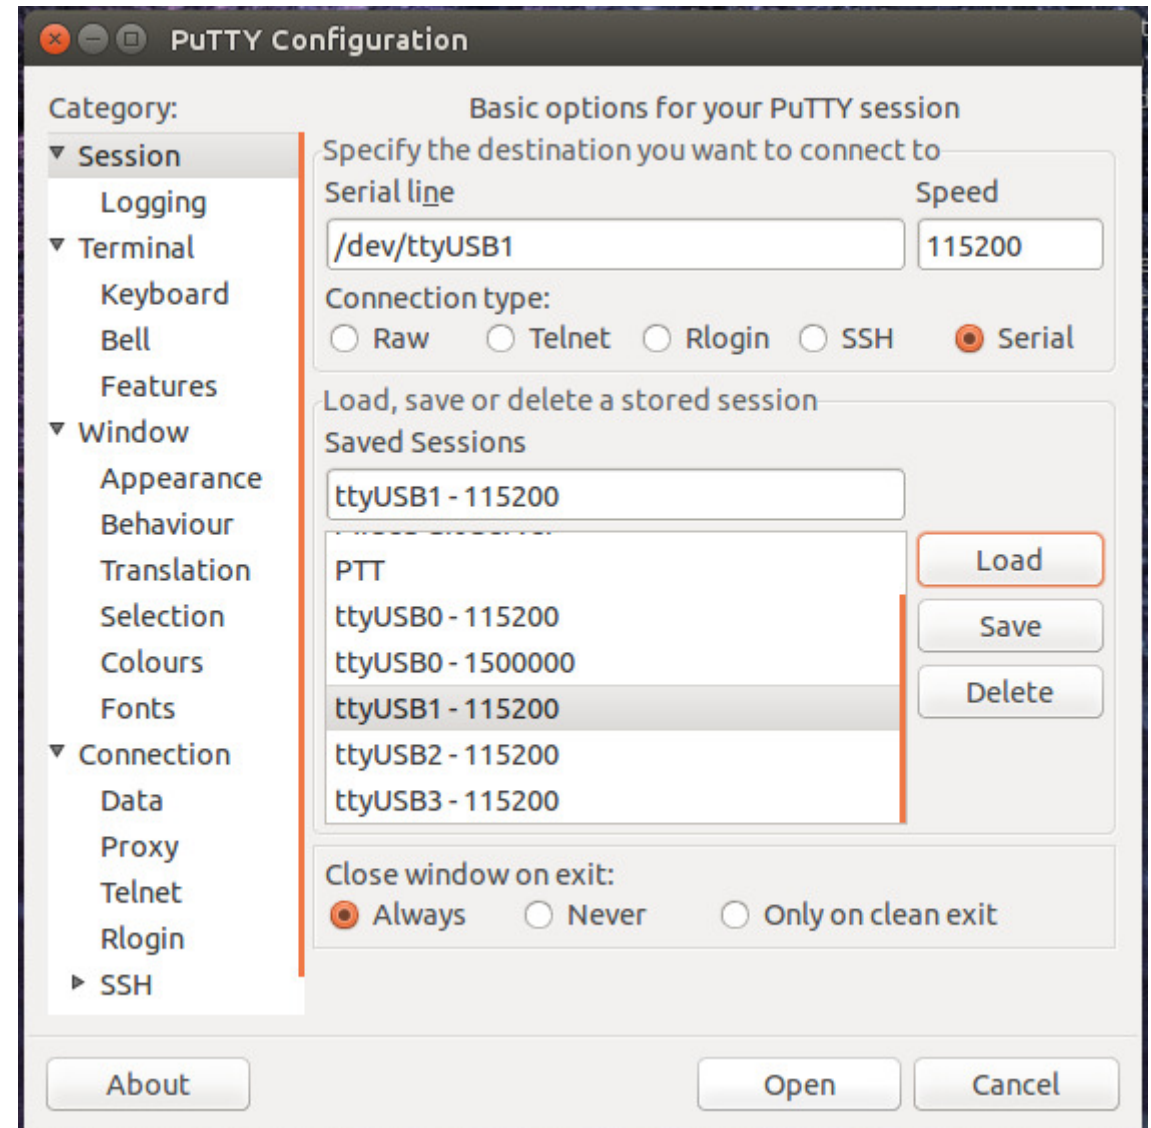 PuTTY Configuration
Category:
Session
Logging
Terminal
Keyboard
Bell
Features
Window
Appearance
Behaviour
Translation
Selection
Colours
Fonts
Connection
Data
Proxy
Telnet
Rlogin
SSH
Basic options for your PuTTY session
Specify the destination you want to connect to
Serial line Speed
/dev/ttyUSB1 115200
Connection type:
Raw Telnet Rlogin SSH Serial
Load, save or delete a stored session
Saved Sessions
ttyUSB1 - 115200
PTT
ttyUSB0 - 115200
ttyUSB0 - 1500000
ttyUSB1 - 115200
ttyUSB2 - 115200
ttyUSB3 - 115200
Load
Save
Delete
Close window on exit:
Always Never Only on clean exit
About Open Cancel